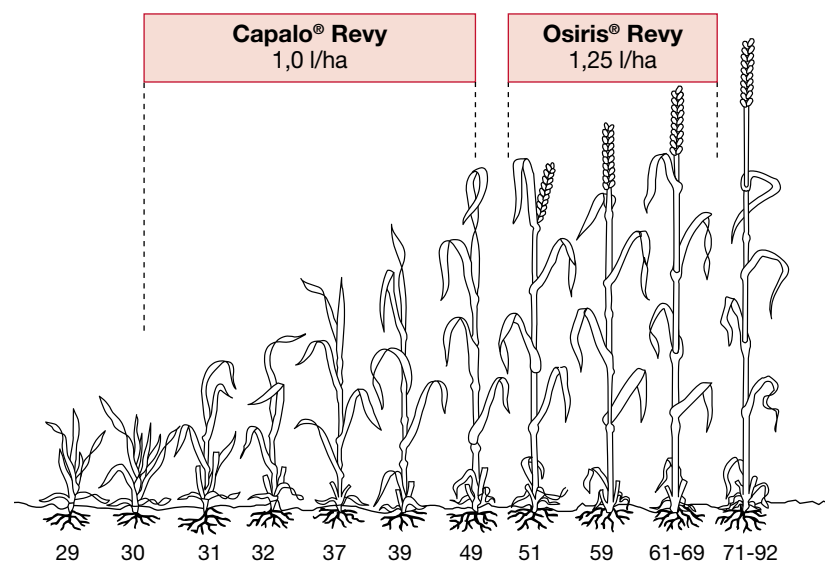 Capalo® Revy
1,0 l/ha
Osiris® Revy
1,25 l/ha
29 30 31 32 37 39 49 51 59 61-69 71-92